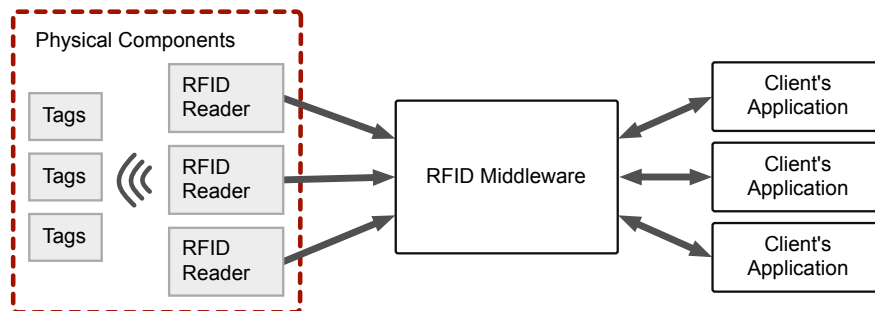 Physical Components
Tags
Tags
Tags
RFID
Reader
RFID
Reader
RFID
Reader
RFID Middleware
Client's
Application
Client's
Application
Client's
Application